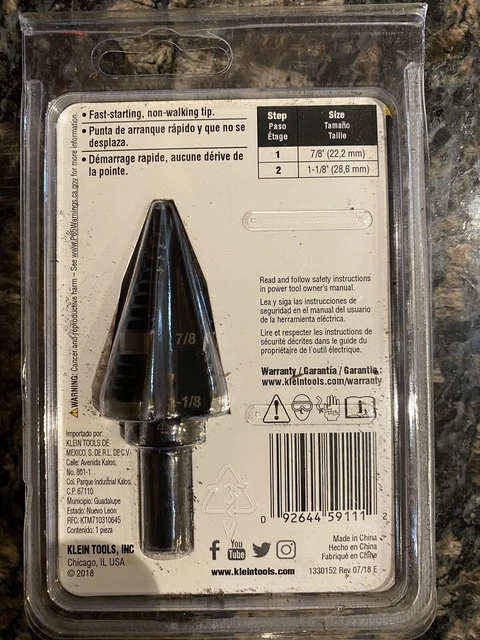 • Fast-starting, non-walking tip.
• Punta de arranque rápido y que no se
desplaza.
• Démarrage rapide, aucune dérive de
la pointe.
Step Size
Paso Tamaño
Étage Taille
1 7/8" (22,2 mm)
2 1-1/8" (28,6 mm)
WARNING: Cancer and reproductive harm – See www.P65Warnings.ca.gov for more information.
7/8
1-1/8
Read and follow safety instructions
in power tool owner's manual.
Lea y siga las instrucciones de
seguridad en el manual del usuario
de la herramienta eléctrica.
Lire et respecter les instructions de
sécurité décrites dans le guide du
propriétaire de l'outil électrique.
Warranty / Garantía / Garantie :
www.kleintools.com/warranty
Importado por:
KLEIN TOOLS DE
MEXICO, S. DE R.L. DE C.V.
Calle: Avenida Kalos,
No. 801-1
Col. Parque Industrial Kalos,
C.P. 67110
Municipio: Guadalupe
Estado: Nuevo Leon
RFC: KTM710310645
Contenido: 1 pieza
KLEIN TOOLS, INC
Chicago, IL USA
© 2018
f You Tube
www.kleintools.com
0 92644 59111 2
Made in China
Hecho en China
Fabriqué en Chine
1330152 Rev 07/18 E